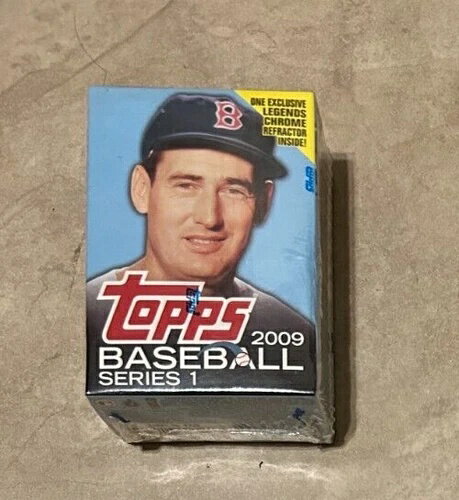 B
ONE EXCLUSIVE
LEGENDS
CHROME
REFRACTOR
INSIDE!
TOPPS
2009
BASEBALL
SERIES 1